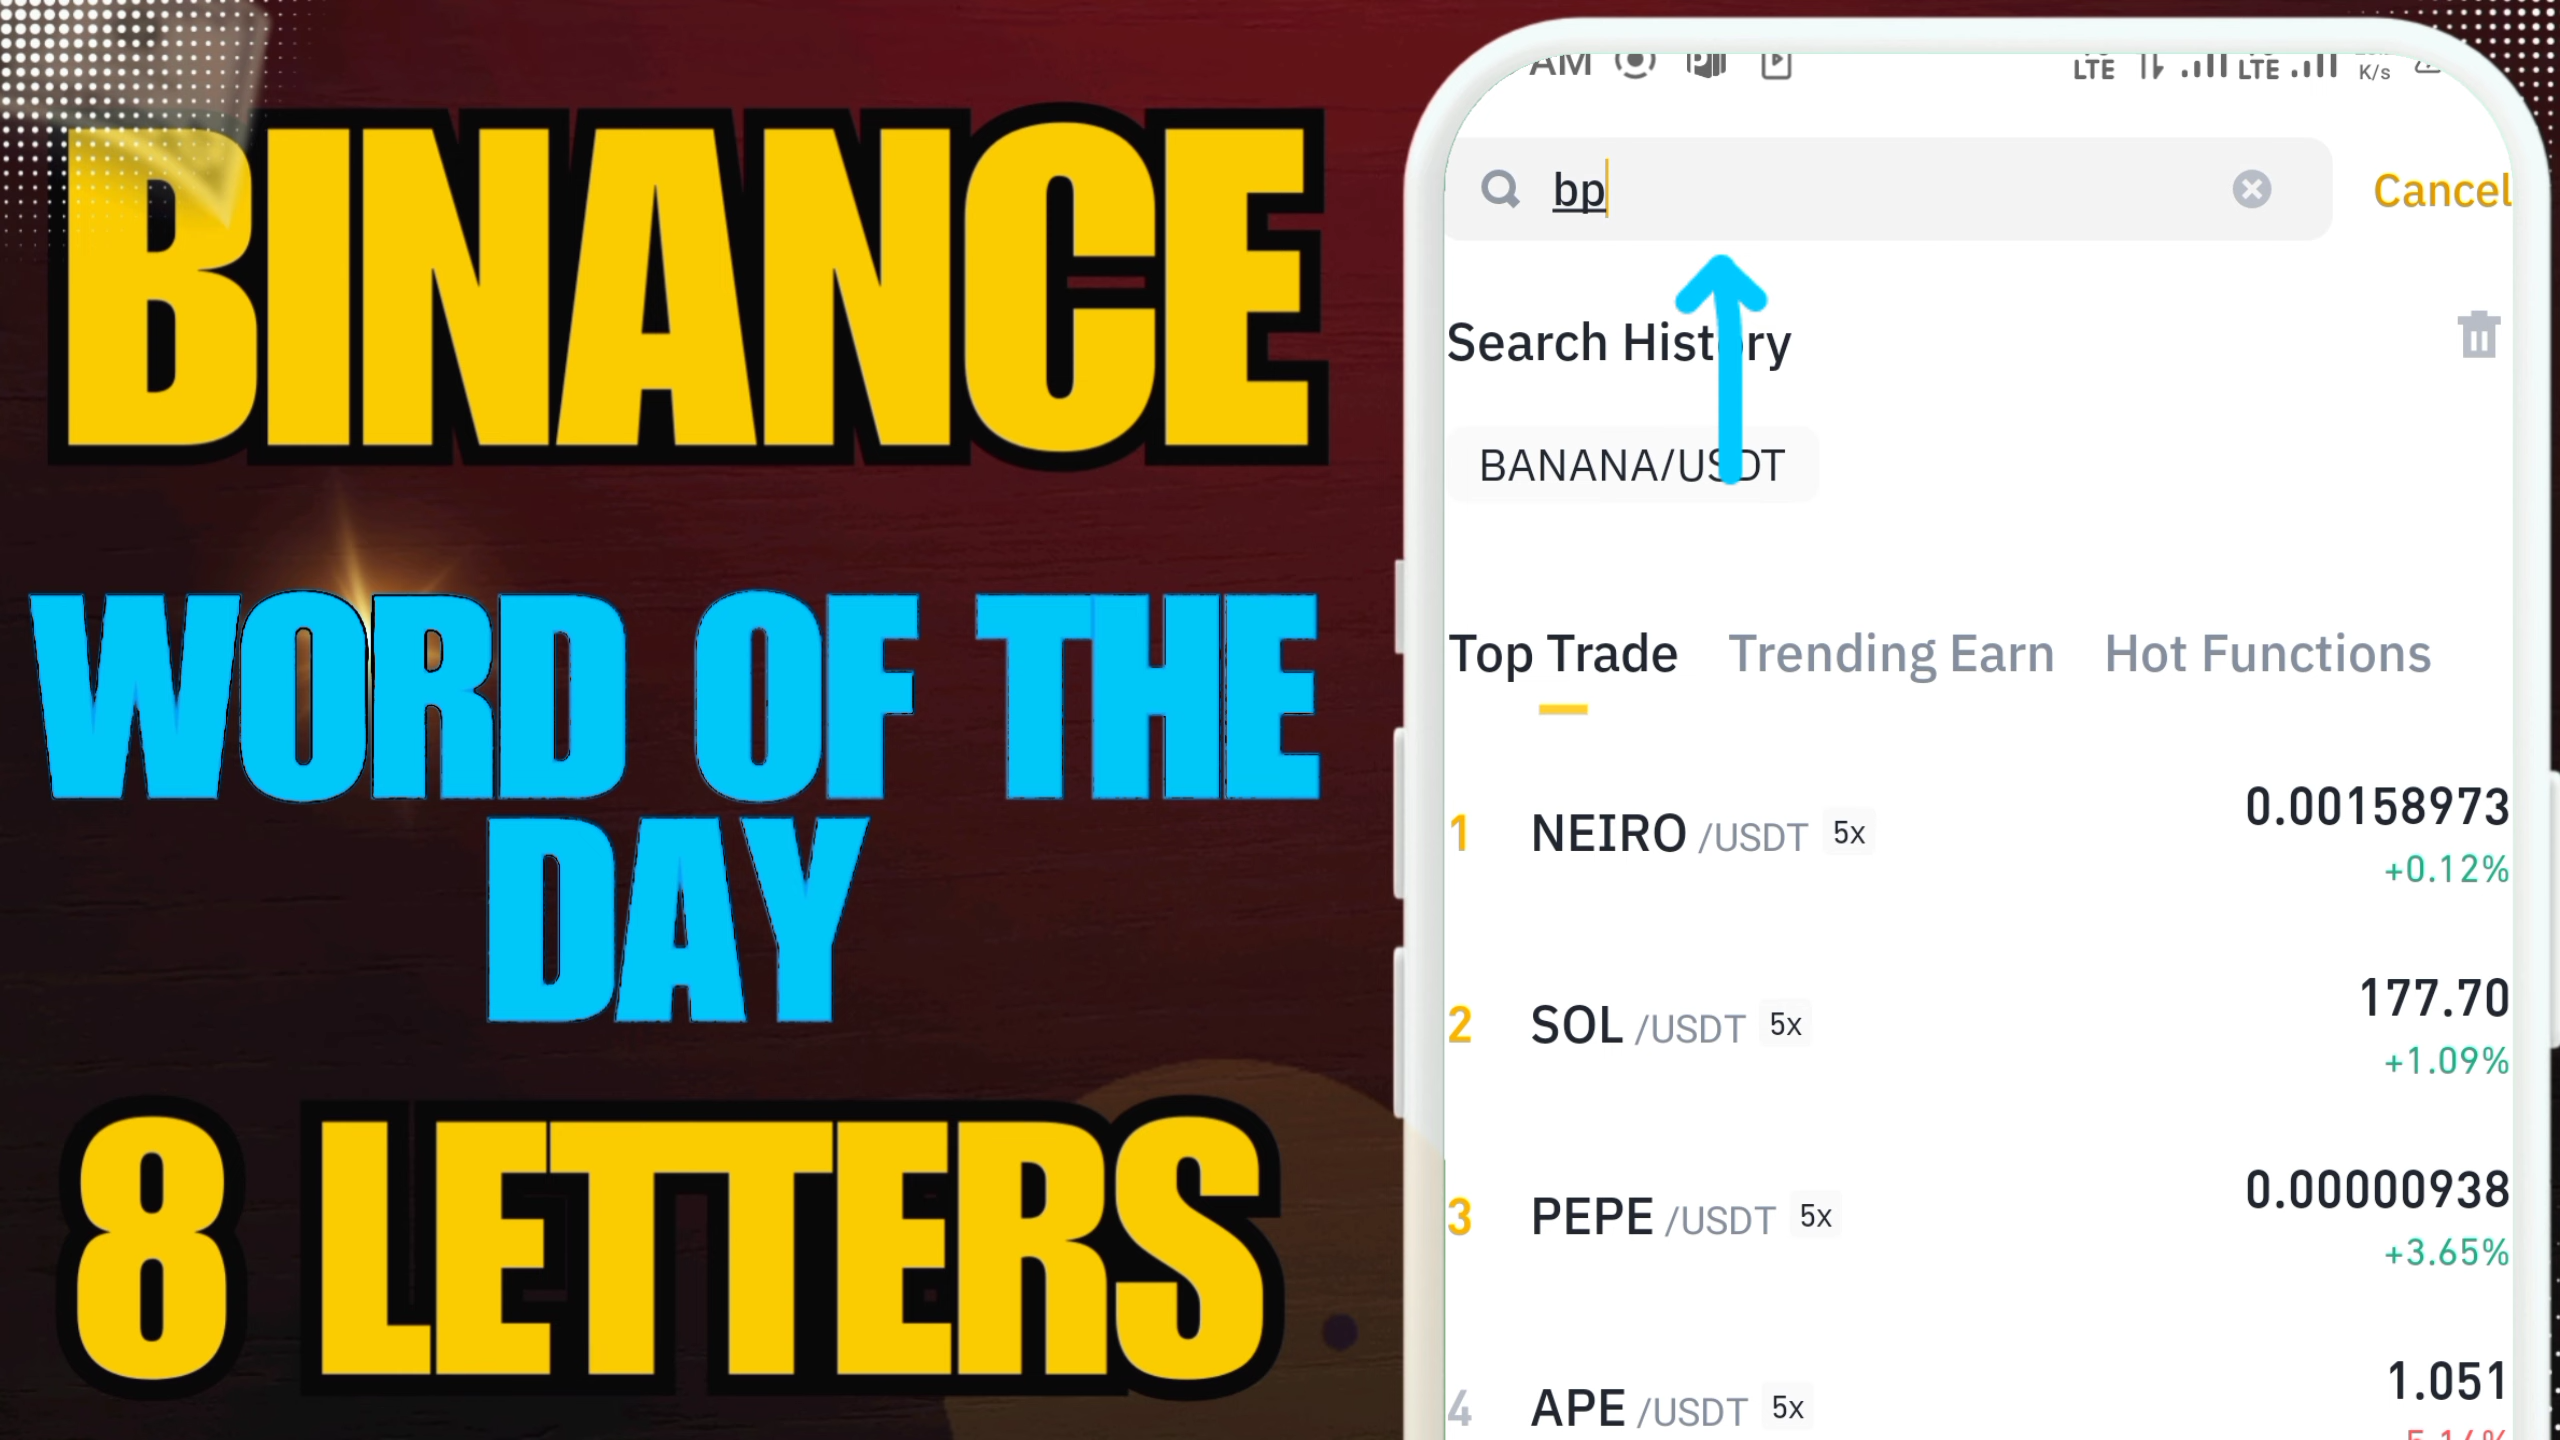 BINANCE
WORD OF THE
DAY
8 LETTERS
AM
LTE LTE K/s
bp
Cancel
Search History
BANANA/USDT
Top Trade Trending Earn Hot Functions
1 NEIRO /USDT 5x 0.00158973
+0.12%
2 SOL /USDT 5x 177.70
+1.09%
3 PEPE /USDT 5x 0.00000938
+3.65%
4 APE /USDT 5x 1.051